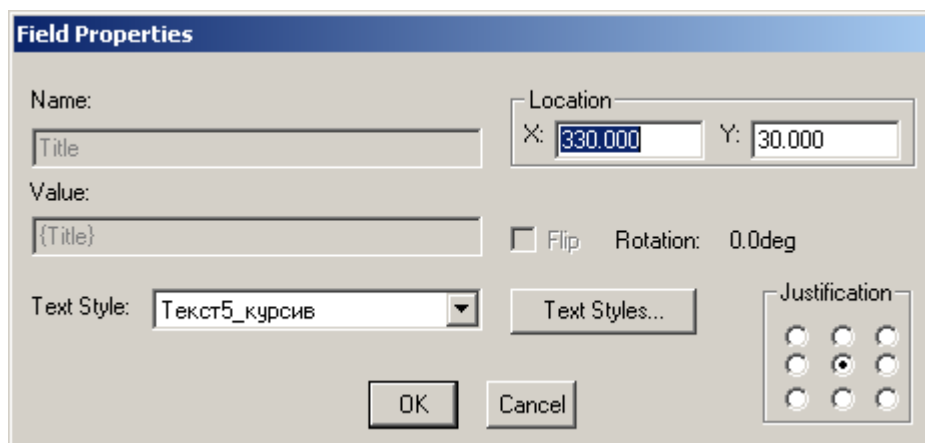 Field Properties
Name:
Title
Value:
{Title}
Text Style: Текст5_курсив
Location
X: 330.000 Y: 30.000
Flip Rotation: 0.0deg
Text Styles...
Justification
OK Cancel